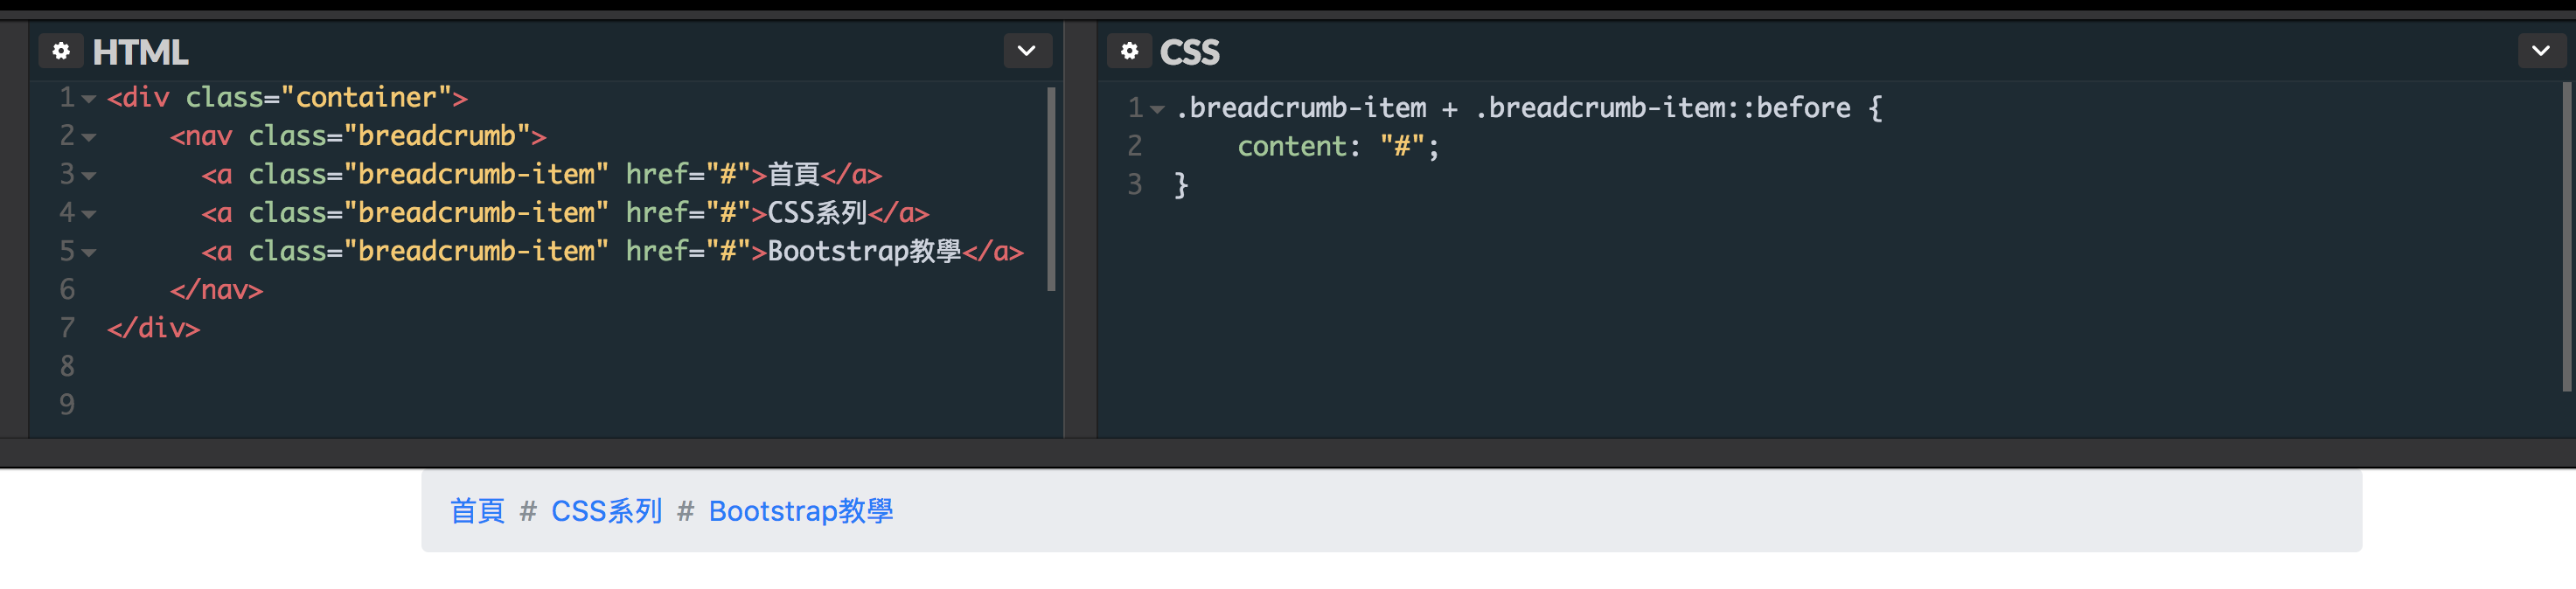 HTML
1 <div class="container">
2 <nav class="breadcrumb">
3 <a class="breadcrumb-item" href="#">首頁</a>
4 <a class="breadcrumb-item" href="#">CSS系列</a>
5 <a class="breadcrumb-item" href="#">Bootstrap教學</a>
6 </nav>
7 </div>
8
9
CSS
1 .breadcrumb-item + .breadcrumb-item::before {
2 content: "#";
3 }
首頁 # CSS系列 # Bootstrap教學